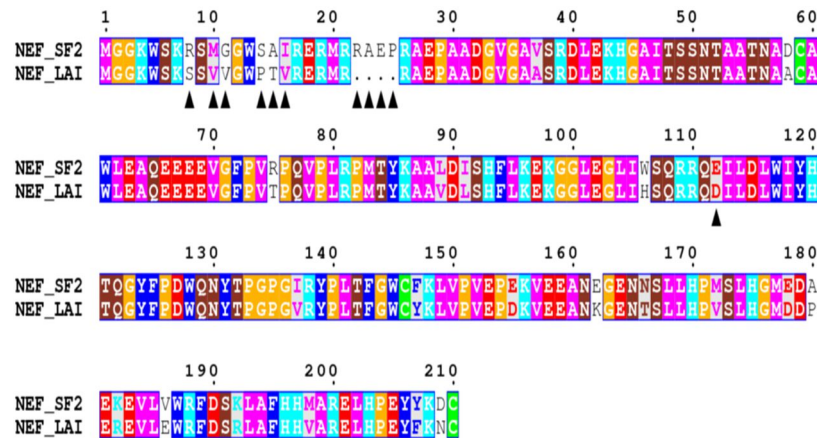 1 10 20 30 40 50 60
NEF_SF2 MGGKWSKRSMGGWSAIRERMRRAEPRAEPAADGVGAVSRDLEKHGAITSSNTAATNADCA
NEF_LAI MGGKWSKSSVVGWPTVRERMR....RAEPAADGVGAASRDLEKHGAITSSNTAATNAACA
70 80 90 100 110 120
NEF_SF2 WLEAQEEEEVGFPVRPQVPLRPMTYKAALDISHFLKEKGGLEGLIWSQRRQEILDLWIYH
NEF_LAI WLEAQEEEEVGFPVTPQVPLRPMTYKAAVDLSHFLKEKGGLEGLIHSQRRQDILDLWIYH
130 140 150 160 170 180
NEF_SF2 TQGYFPDWQNYTPGPGIRYPLTFGWCFKLVPVEPEKVEEANEGENNSLLHPMSLHGMEDA
NEF_LAI TQGYFPDWQNYTPGPGVRYPLTFGWCYKLVPVEPDKVEEANKGENTSLLHPVSLHGMDDP
190 200 210
NEF_SF2 EKEVLVWRFDSKLAFHHMARELHPEYYKDC
NEF_LAI EREVLEWRFDSRLAFHHVARELHPEYFKNC